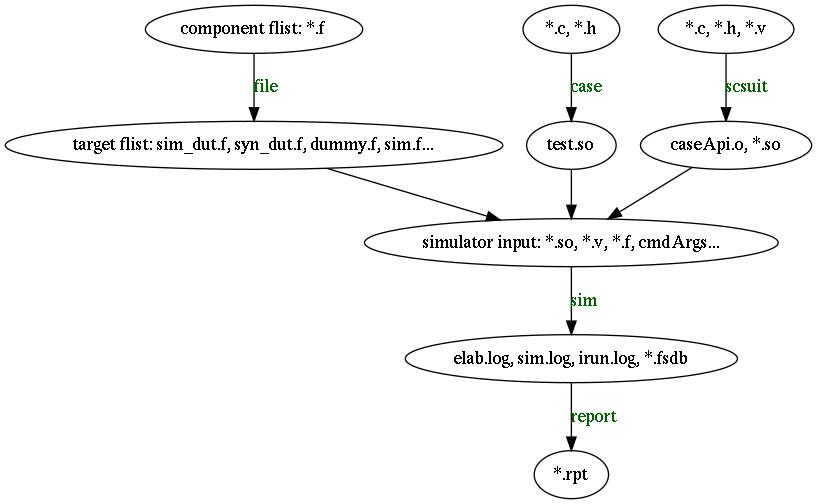 component flist: *.f
*.c, *.h
*.c, *.h, *.v
file
case
scsuit
target flist: sim_dut.f, syn_dut.f, dummy.f, sim.f...
test.so
caseApi.o, *.so
simulator input: *.so, *.v, *.f, cmdArgs...
sim
elab.log, sim.log, irun.log, *.fsdb
report
*.rpt